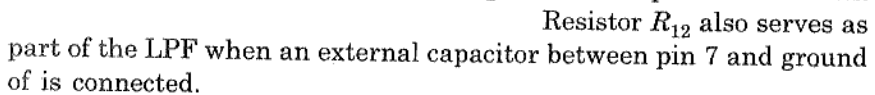 Resistor R₁₂ also serves as
part of the LPF when an external capacitor between pin 7 and ground
of is connected.